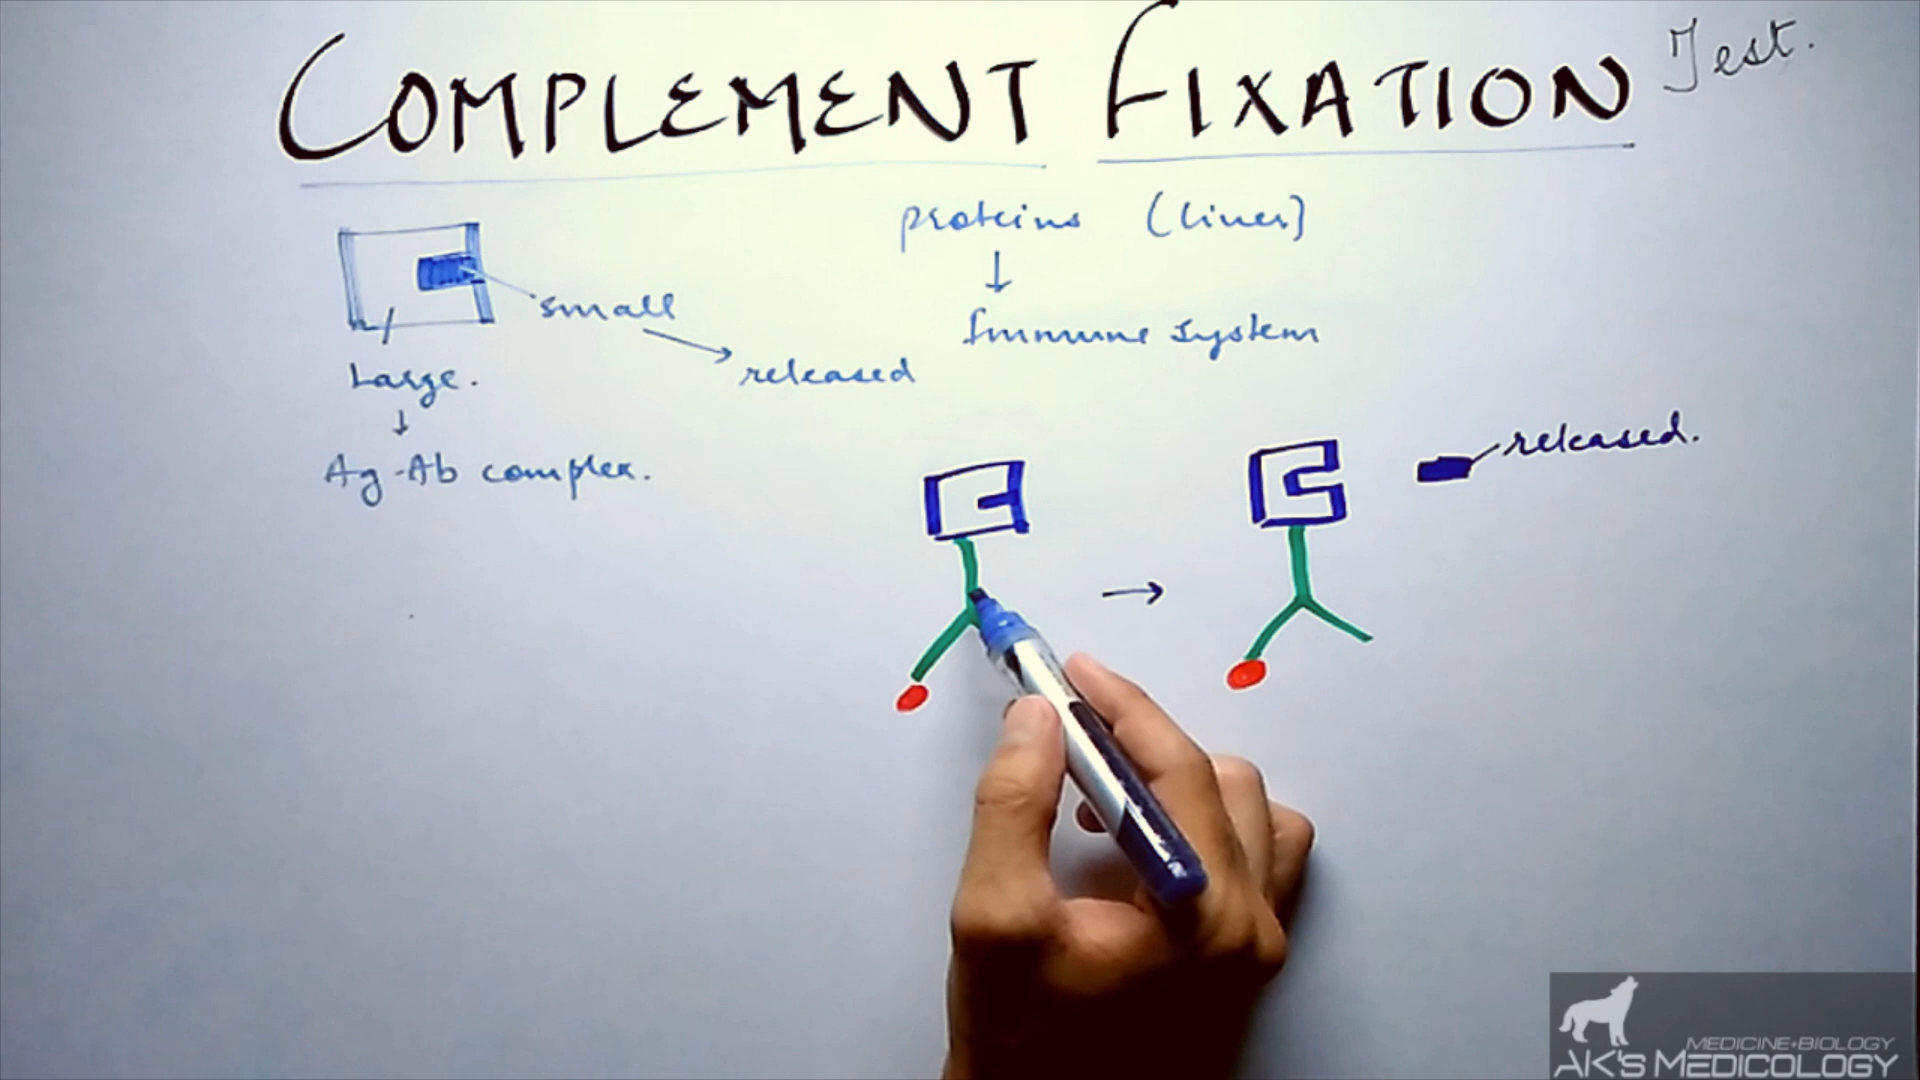 COMPLEMENT FIXATION Test.
proteins (liver)
Immune system
small
released
Large.
Ag-Ab complex.
released.
MEDICINE+BIOLOGY
AK'S MEDICOLOGY